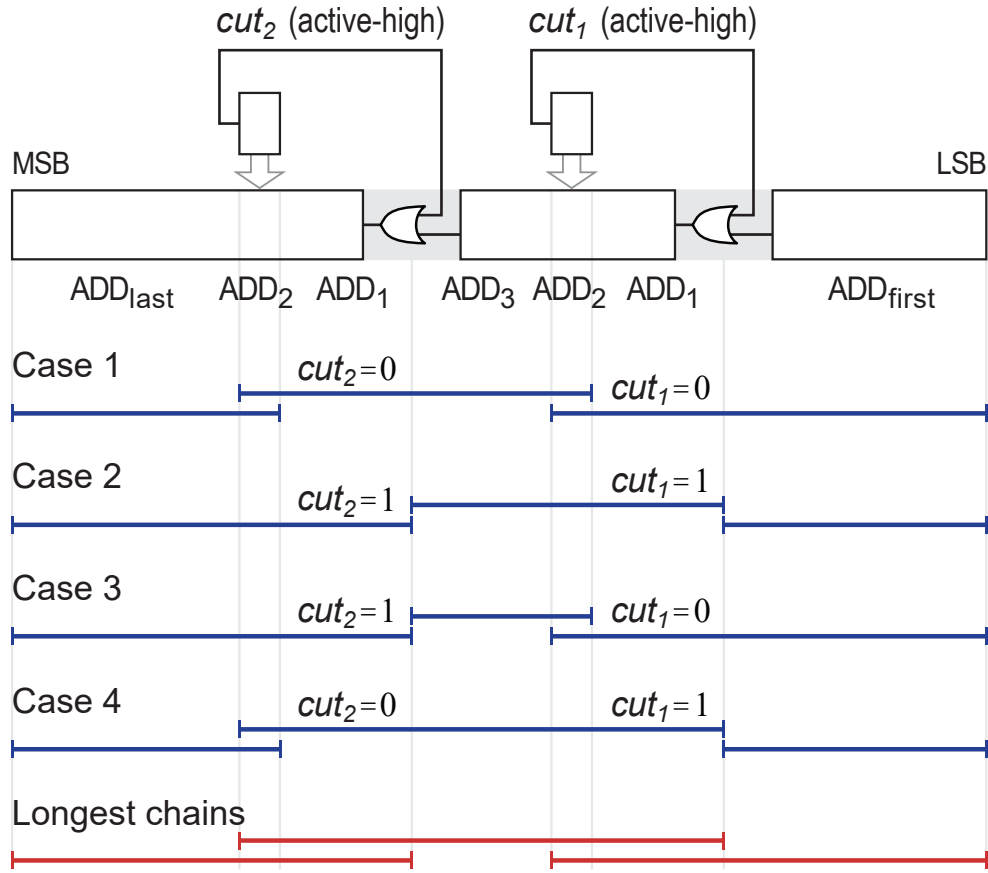 cut₂ (active-high) cut₁ (active-high)
MSB LSB
ADD_last ADD₂ ADD₁ ADD₃ ADD₂ ADD₁ ADD_first
Case 1
cut₂=0 cut₁=0
Case 2
cut₂=1 cut₁=1
Case 3
cut₂=1 cut₁=0
Case 4
cut₂=0 cut₁=1
Longest chains